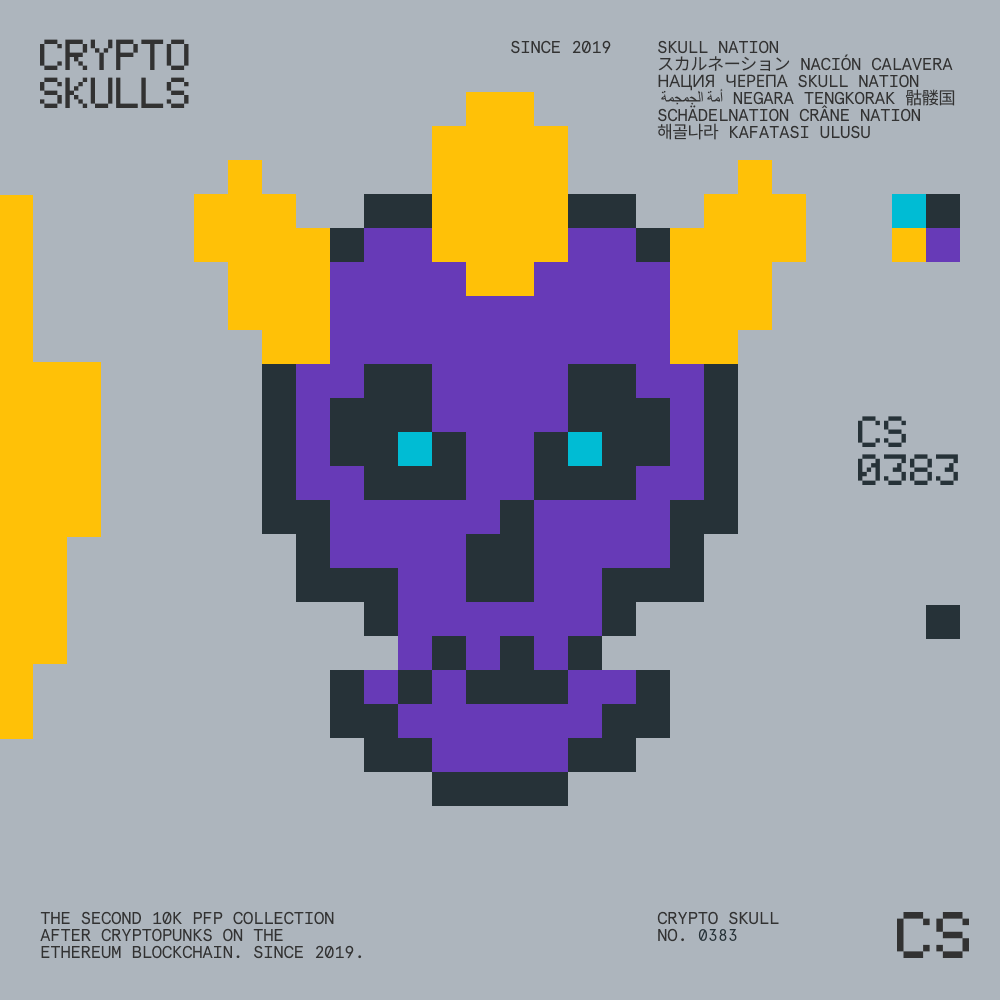 CRYPTO
SKULLS
SINCE 2019
SKULL NATION
スカルネーション NACIÓN CALAVERA
НАЦИЯ ЧЕРЕПА SKULL NATION
أمة الجمجمة NEGARA TENGKORAK 骷髅国
SCHÄDELNATION CRÂNE NATION
해골나라 KAFATASI ULUSU
CS
0383
THE SECOND 10K PFP COLLECTION
AFTER CRYPTOPUNKS ON THE
ETHEREUM BLOCKCHAIN. SINCE 2019.
CRYPTO SKULL
NO. 0383
CS